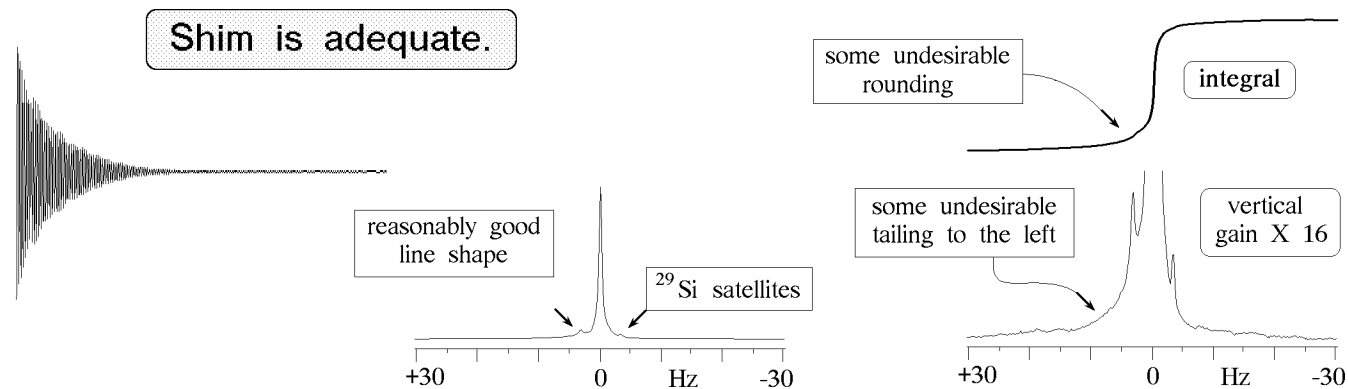 Shim is adequate.
reasonably good
line shape
29Si satellites
+30
0
Hz
-30
some undesirable
rounding
integral
some undesirable
tailing to the left
vertical
gain X 16
+30
0
Hz
-30